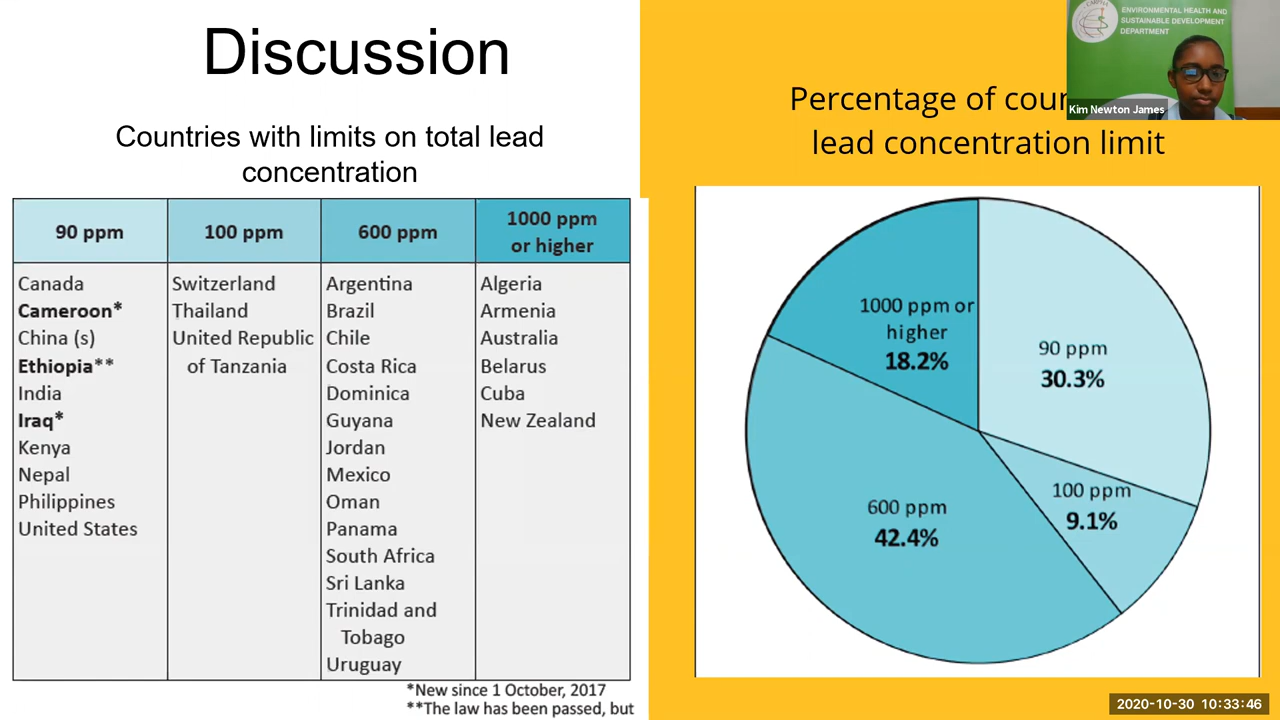 Discussion
Countries with limits on total lead
concentration
90 ppm
100 ppm
600 ppm
1000 ppm
or higher
Canada
Cameroon*
China (s)
Ethiopia**
India
Iraq*
Kenya
Nepal
Philippines
United States
Switzerland
Thailand
United Republic
of Tanzania
Argentina
Brazil
Chile
Costa Rica
Dominica
Guyana
Jordan
Mexico
Oman
Panama
South Africa
Sri Lanka
Trinidad and
Tobago
Uruguay
Algeria
Armenia
Australia
Belarus
Cuba
New Zealand
*New since 1 October, 2017
**The law has been passed, but
Percentage of
lead concentration limit
1000 ppm or
higher
18.2%
90 ppm
30.3%
100 ppm
9.1%
600 ppm
42.4%
ENVIRONMENTAL HEALTH AND
SUSTAINABLE DEVELOPMENT
DEPARTMENT
Kim Newton James
2020-10-30 10:33:46